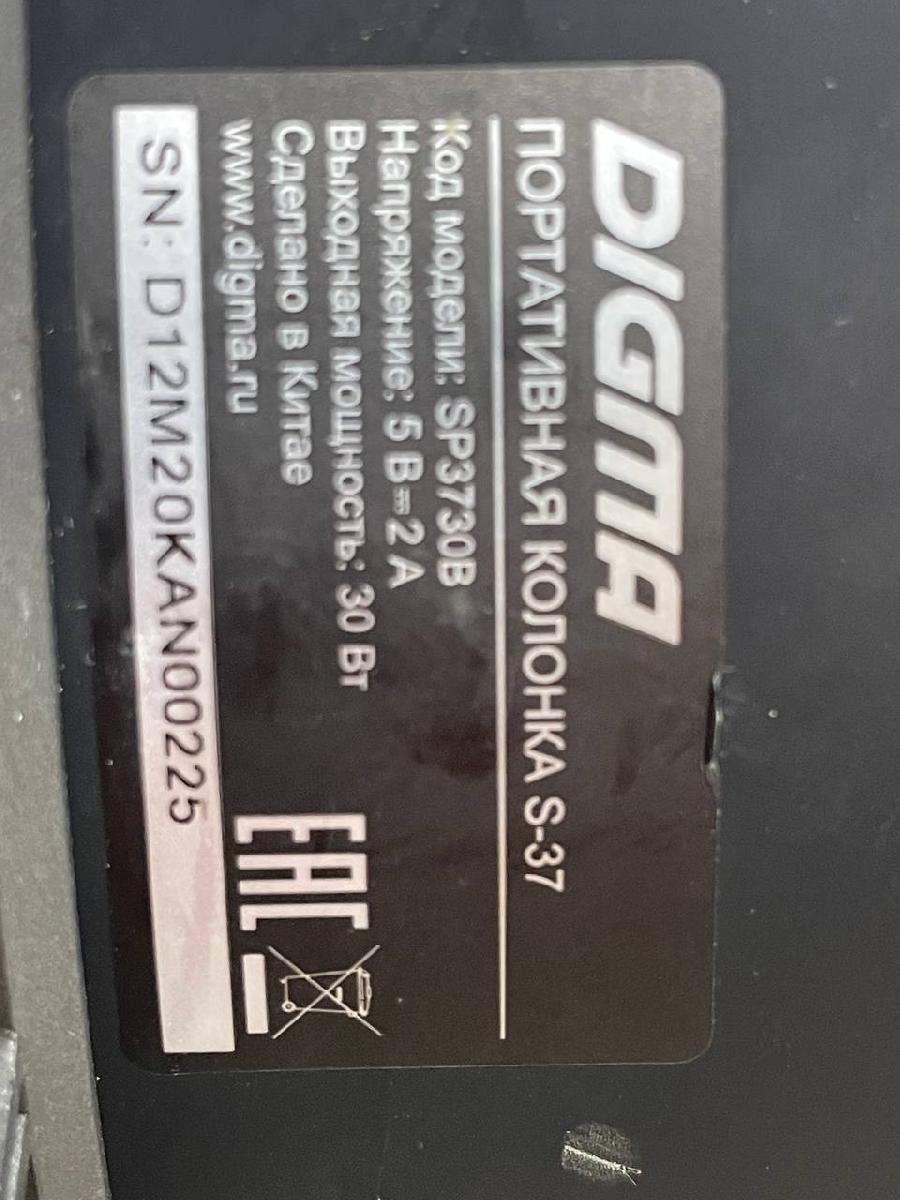 DIGMA
ПОРТАТИВНАЯ КОЛОНКА S-37
Код модели: SP3730B
Напряжение: 5 В⎓2 А
Выходная мощность: 30 Вт
Сделано в Китае
www.digma.ru
EAC
SN: D12M20KAN00225